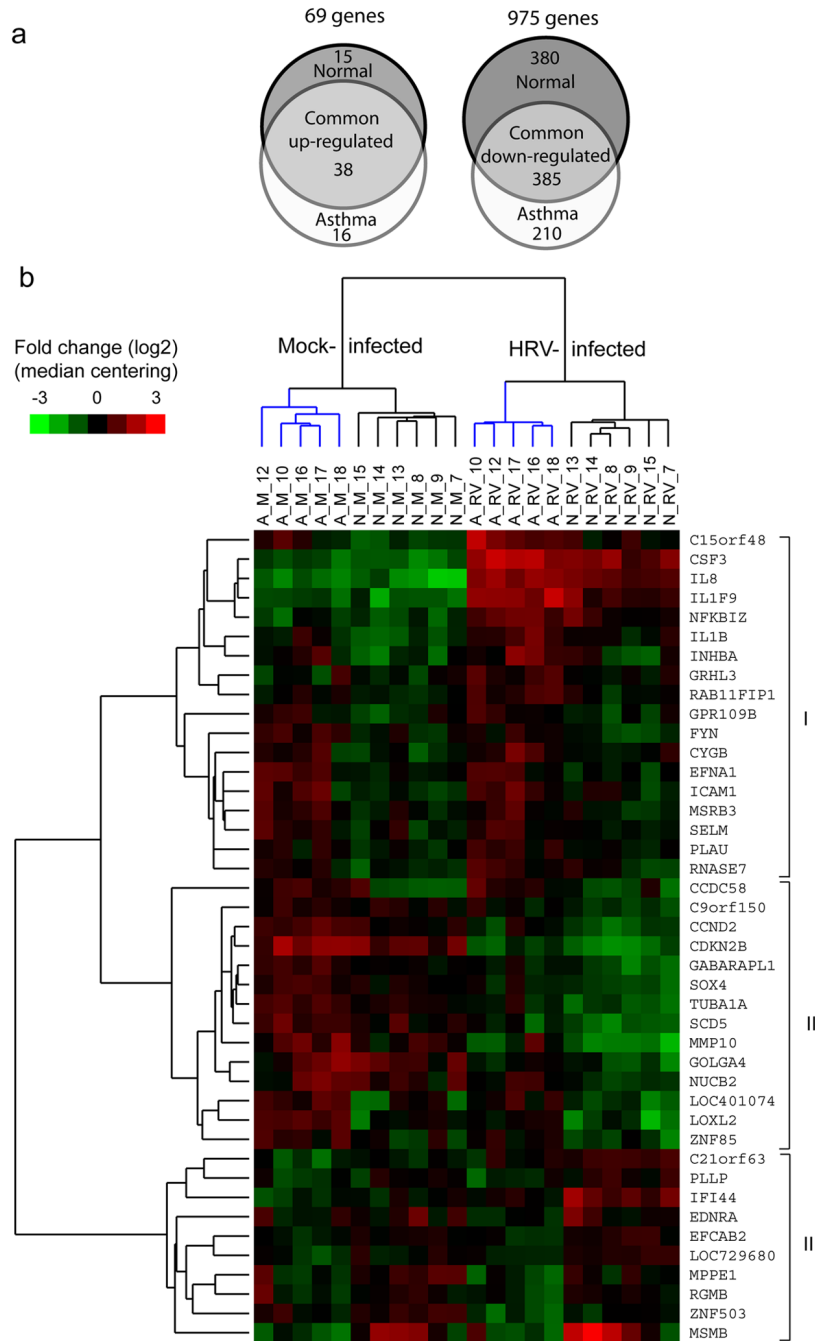 a
69 genes
975 genes
15
Normal
Common
up-regulated
38
Asthma
16
380
Normal
Common
down-regulated
385
Asthma
210
b
Fold change (log2)
(median centering)
-3 0 3
Mock- infected
HRV- infected
A_M_12
A_M_10
A_M_16
A_M_17
A_M_18
N_M_15
N_M_14
N_M_13
N_M_8
N_M_9
N_M_7
A_RV_10
A_RV_12
A_RV_17
A_RV_16
A_RV_18
N_RV_13
N_RV_14
N_RV_8
N_RV_9
N_RV_15
N_RV_7
C15orf48
CSF3
IL8
IL1F9
NFKBIZ
IL1B
INHBA
GRHL3
RAB11FIP1
GPR109B
FYN
CYGB
EFNA1
ICAM1
MSRB3
SELM
PLAU
RNASE7
I
CCDC58
C9orf150
CCND2
CDKN2B
GABARAPL1
SOX4
TUBA1A
SCD5
MMP10
GOLGA4
NUCB2
LOC401074
LOXL2
ZNF85
II
C21orf63
PLLP
IFI44
EDNRA
EFCAB2
LOC729680
MPPE1
RGMB
ZNF503
MSMB
II